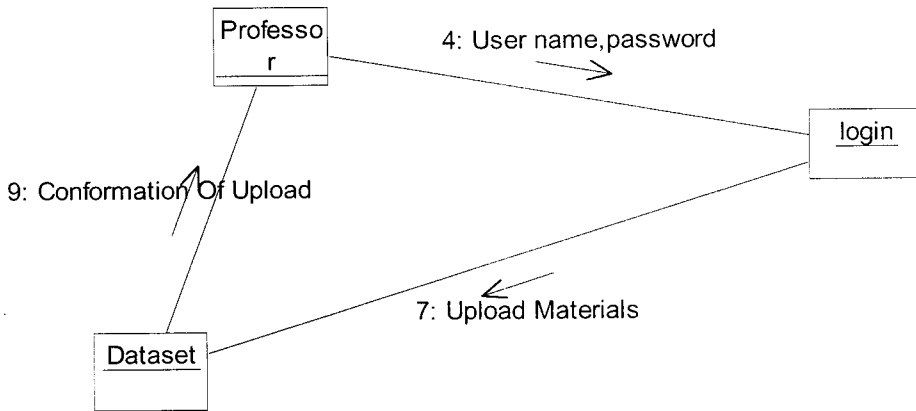 Professo
r
4: User name,password
login
9: Conformation Of Upload
7: Upload Materials
Dataset